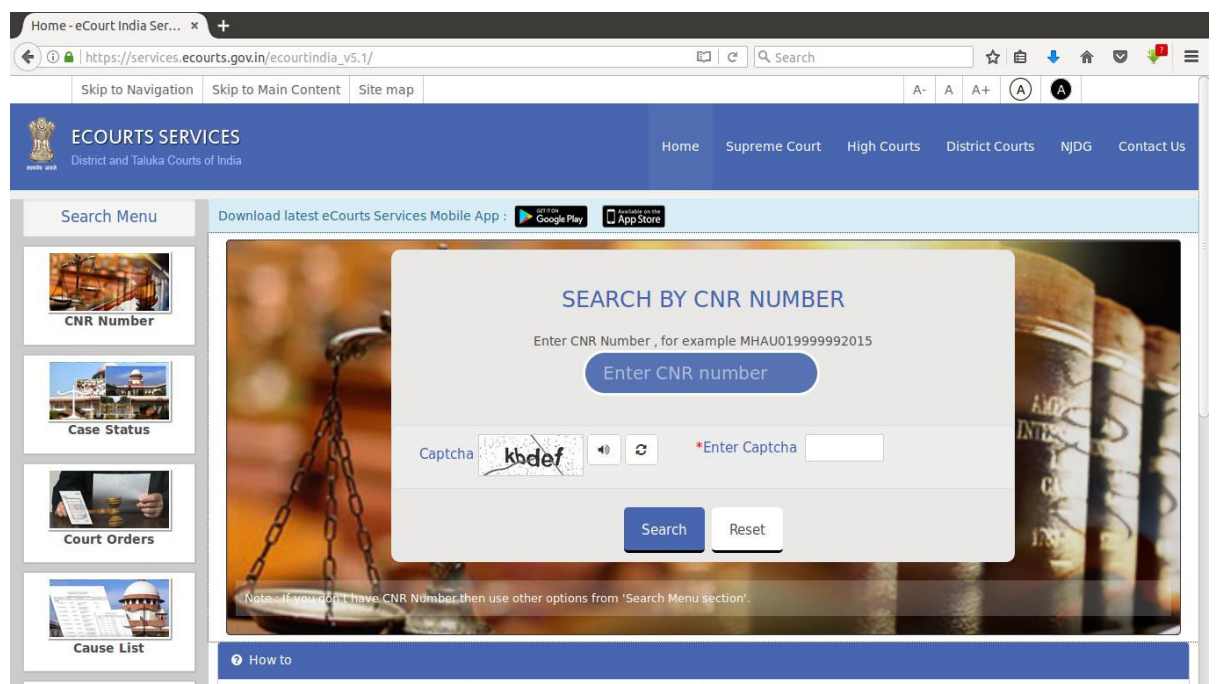 Home - eCourt India Ser... × +
https://services.ecourts.gov.in/ecourtindia_v5.1/
Search
Skip to Navigation Skip to Main Content Site map A- A A+ A A
ECOURTS SERVICES
District and Taluka Courts of India
Home Supreme Court High Courts District Courts NJDG Contact Us
Search Menu
Download latest eCourts Services Mobile App : GET IT ON Google Play Available on the App Store
CNR Number
Case Status
Court Orders
Cause List
SEARCH BY CNR NUMBER
Enter CNR Number , for example MHAU019999992015
Enter CNR number
Captcha kbdef *Enter Captcha
Search Reset
Note : If you don't have CNR Number then use other options from 'Search Menu section'.
How to